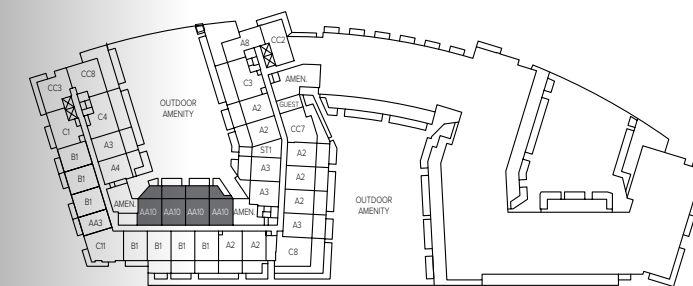 A8
CC2
CC8
CC3
C3
AMEN.
OUTDOOR
AMENITY
GUEST
C4
A2
C1
A2
CC7
A3
ST1
A2
B1
A4
A3
A2
B1
A3
A2
B1
AMEN.
AA10
AA10
AA10
AA10
AMEN.
OUTDOOR
AMENITY
AA3
A3
C11
B1
B1
B1
B1
A2
A2
C8